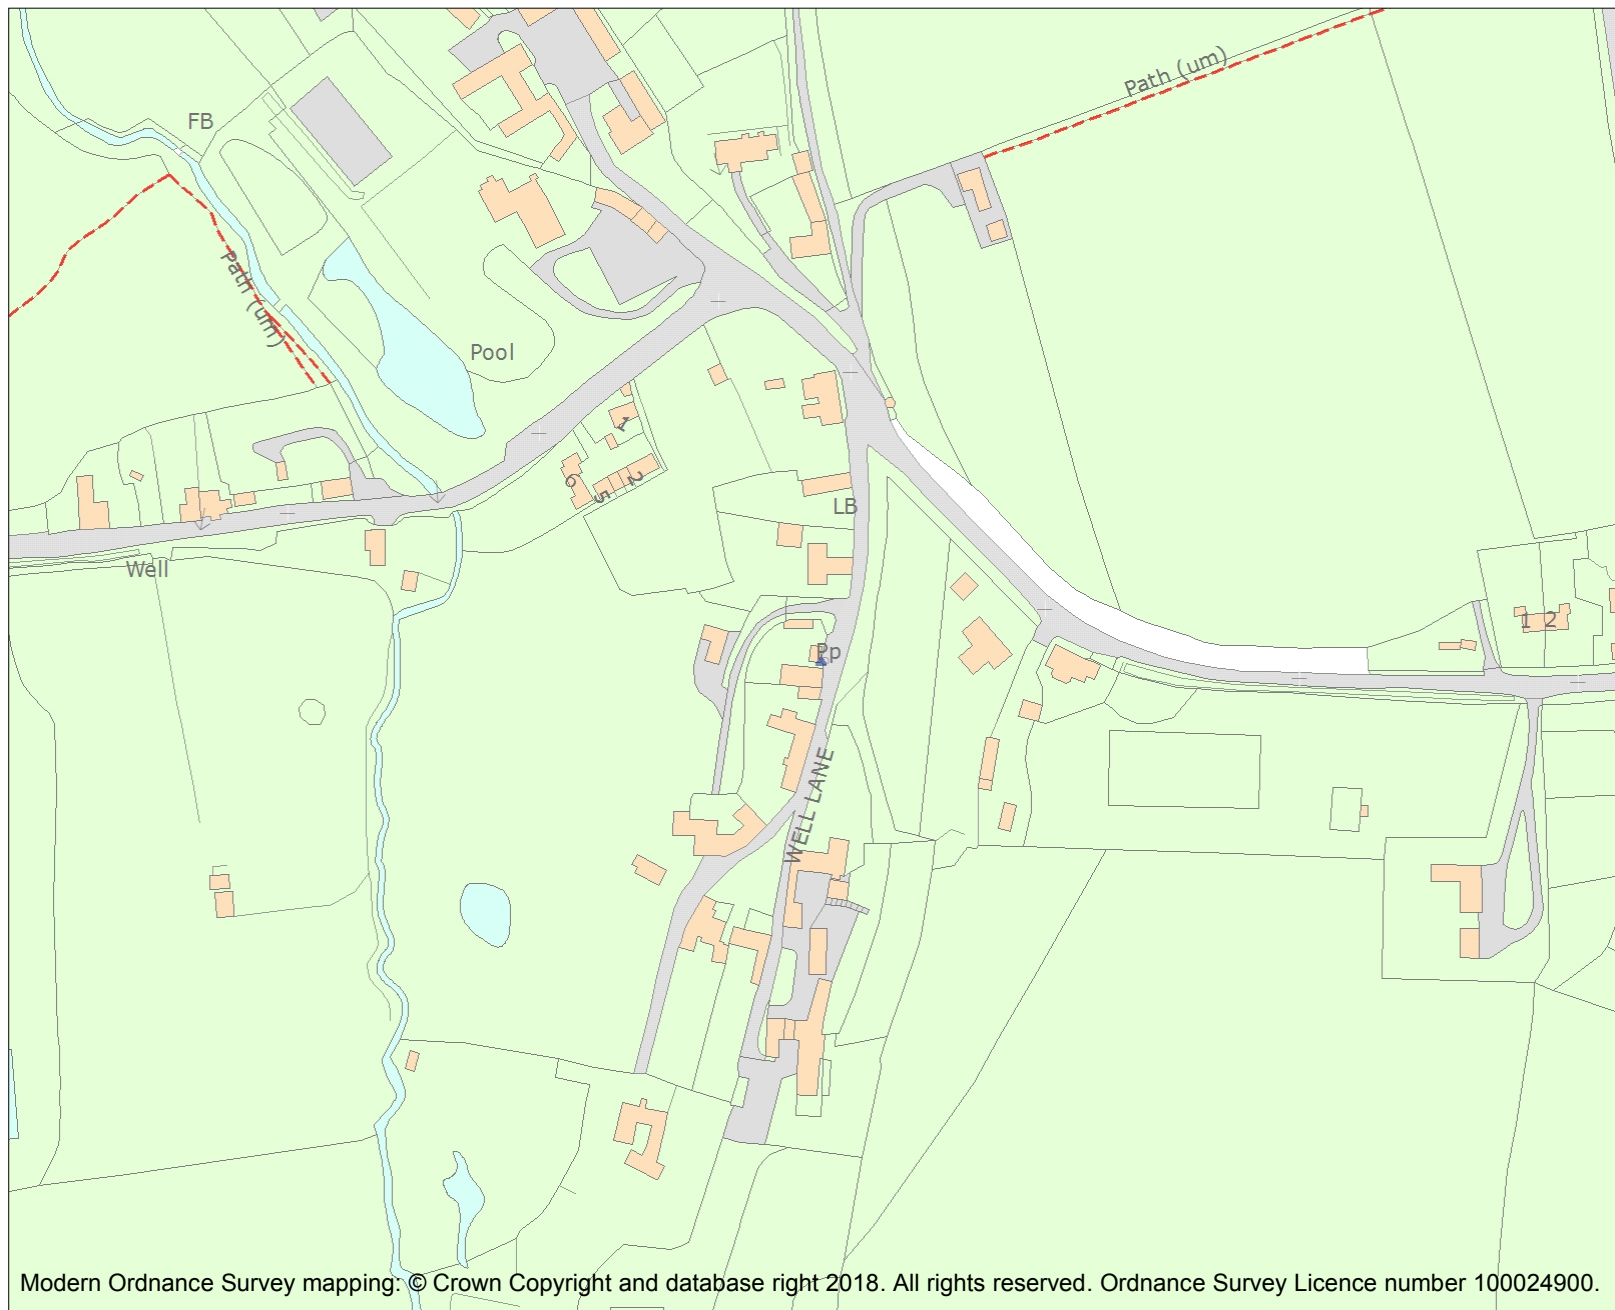 Path (um)
FB
Path (um)
Pool
1
6
5
2
LB
Well
1 2
Pp
WELL LANE
Modern Ordnance Survey mapping: © Crown Copyright and database right 2018. All rights reserved. Ordnance Survey Licence number 100024900.